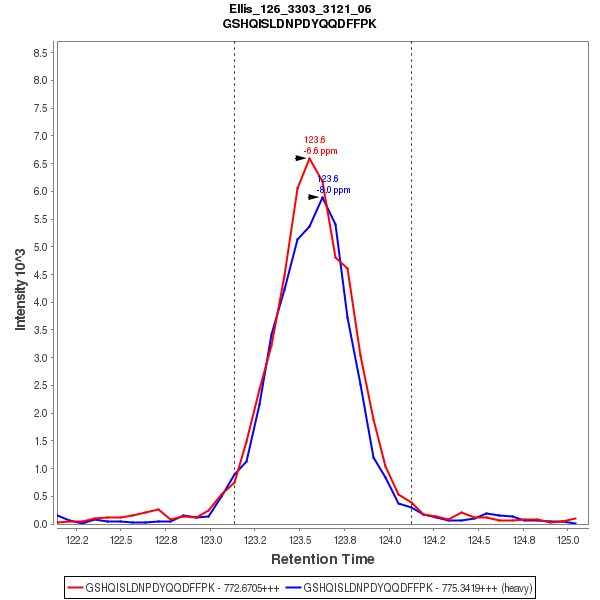 Ellis_126_3303_3121_06
GSHQISLDNPDYQQDFFPK
8.5
8.0
7.5
7.0
6.5
6.0
5.5
5.0
4.5
4.0
3.5
3.0
2.5
2.0
1.5
1.0
0.5
0.0
Intensity 10^3
123.6
-6.6 ppm
123.6
-8.0 ppm
122.2 122.5 122.8 123.0 123.2 123.5 123.8 124.0 124.2 124.5 124.8 125.0
Retention Time
GSHQISLDNPDYQQDFFPK - 772.6705+++ GSHQISLDNPDYQQDFFPK - 775.3419+++ (heavy)